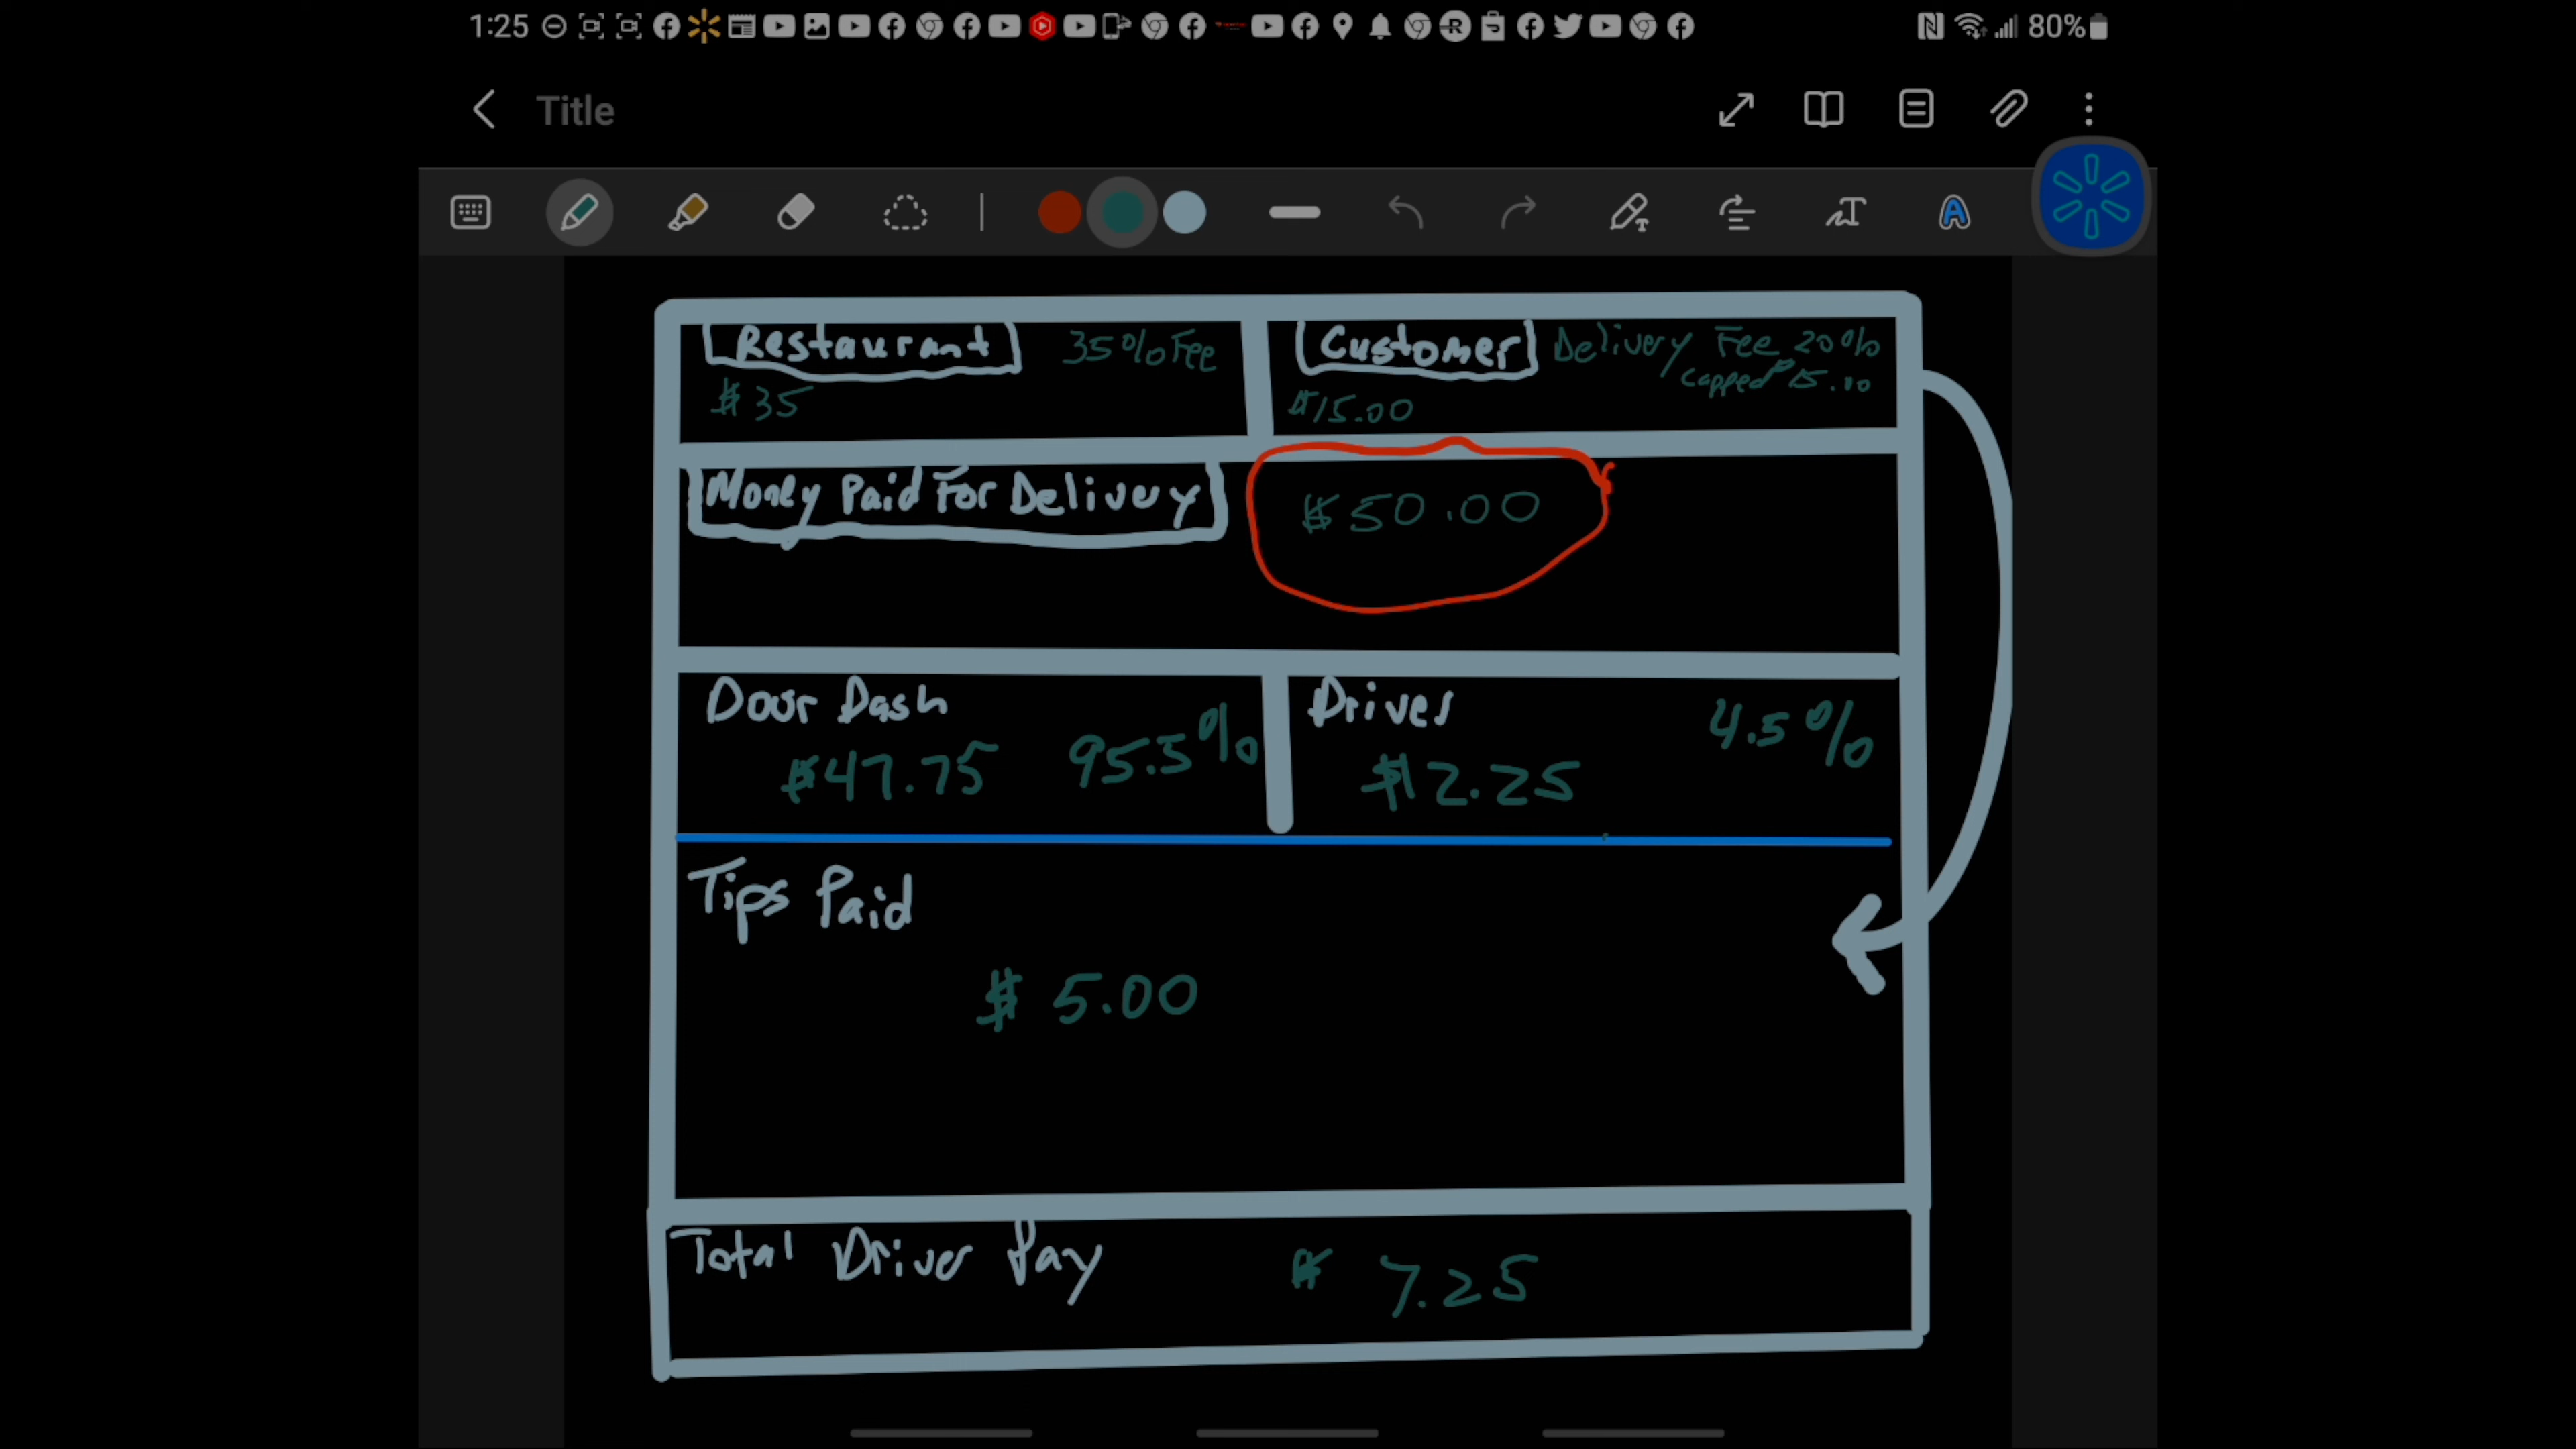 1:25
80%
Title
Restaurant 35% Fee
$35
Customer Delivery Fee 20%
capped $15.00
$15.00
Money Paid For Delivery $50.00
Door Dash
$47.75 95.5%
Driver 4.5%
$2.25
Tips Paid
$ 5.00
Total Driver Pay $ 7.25